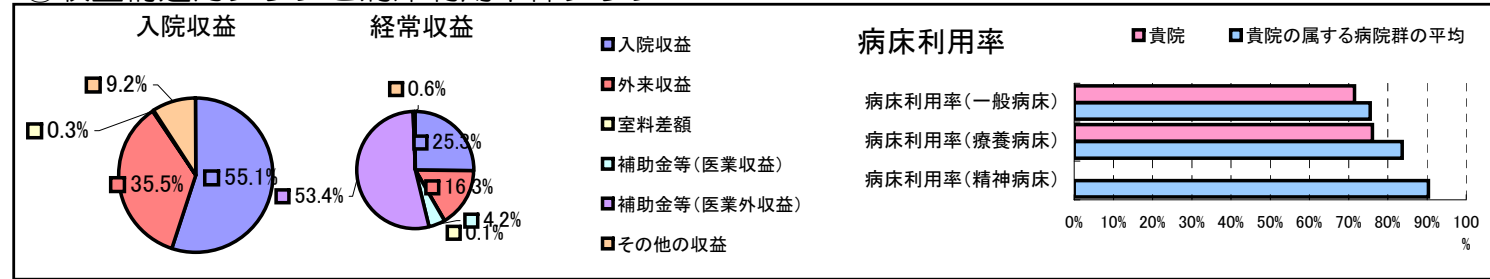 入院収益
9.2%
0.3%
35.5%
55.1%
経常収益
0.6%
25.3%
16.3%
4.2%
0.1%
53.4%
入院収益
外来収益
室料差額
補助金等(医業収益)
補助金等(医業外収益)
その他の収益
病床利用率
貴院 貴院の属する病院群の平均
病床利用率(一般病床)
病床利用率(療養病床)
病床利用率(精神病床)
0% 10% 20% 30% 40% 50% 60% 70% 80% 90% 100
%